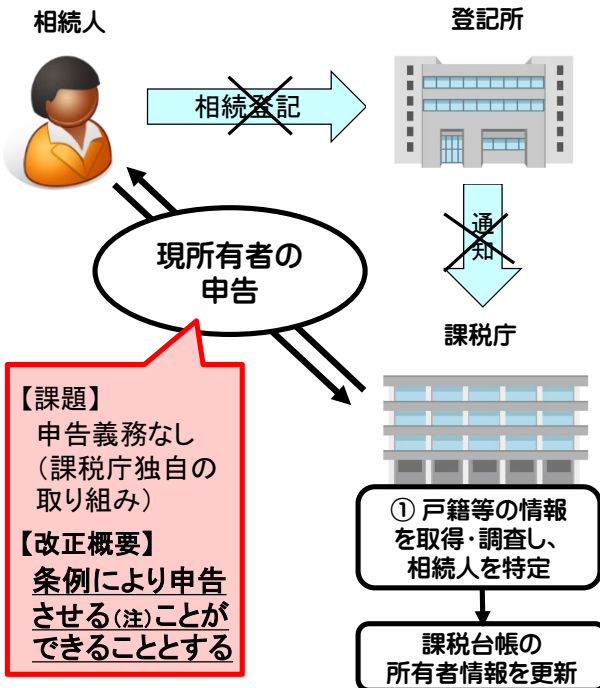 相続人
登記所
相続登記
通
知
現所有者の
申告
課税庁
【課題】
申告義務なし
（課税庁独自の
取り組み）
【改正概要】
条例により申告
させる(注)ことが
できることとする
① 戸籍等の情報
を取得・調査し、
相続人を特定
課税台帳の
所有者情報を更新